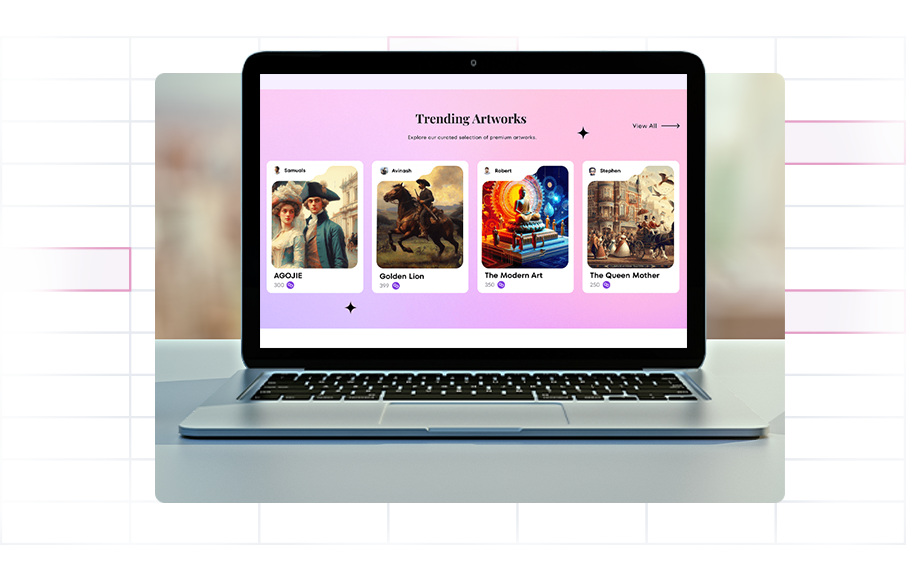 Trending Artworks
Explore our curated selection of premium artworks.
View All
Samuols
AGOJIE
300
Avinash
Golden Lion
399
Robert
The Modern Art
350
Stephen
The Queen Mother
250